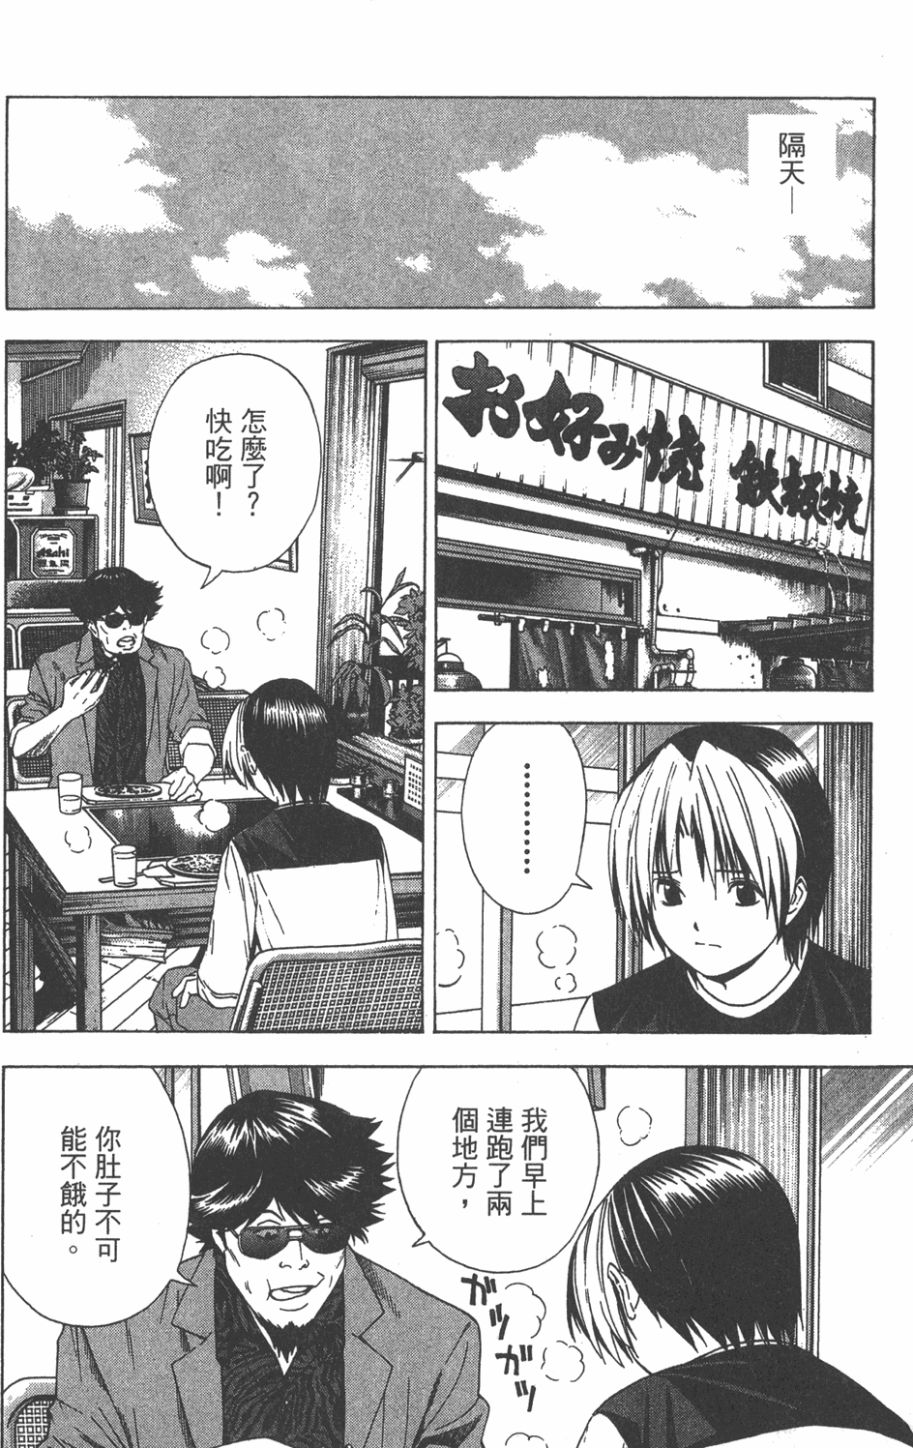 隔天—
お好み焼 鉄板焼
怎麼了?
快吃啊!
Asahi
…………
我們早上
連跑了兩
個地方,
你肚子不可
能不餓的。
ガツ
ガツ